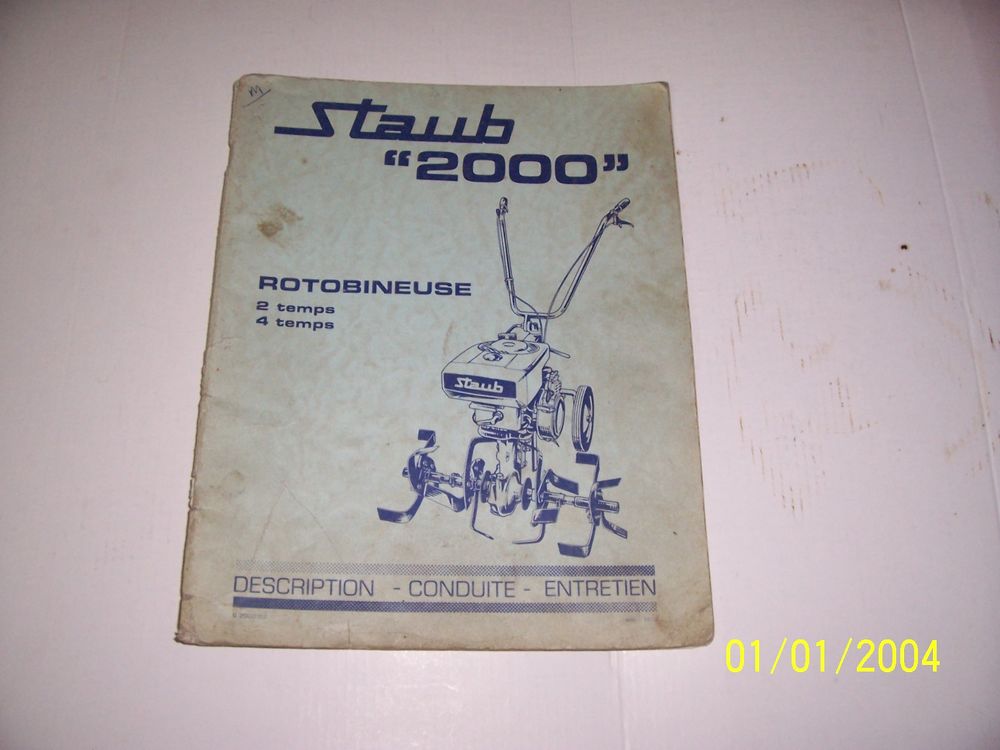 M
Staub
“2000”
ROTOBINEUSE
2 temps
4 temps
Staub
DESCRIPTION - CONDUITE - ENTRETIEN
01/01/2004